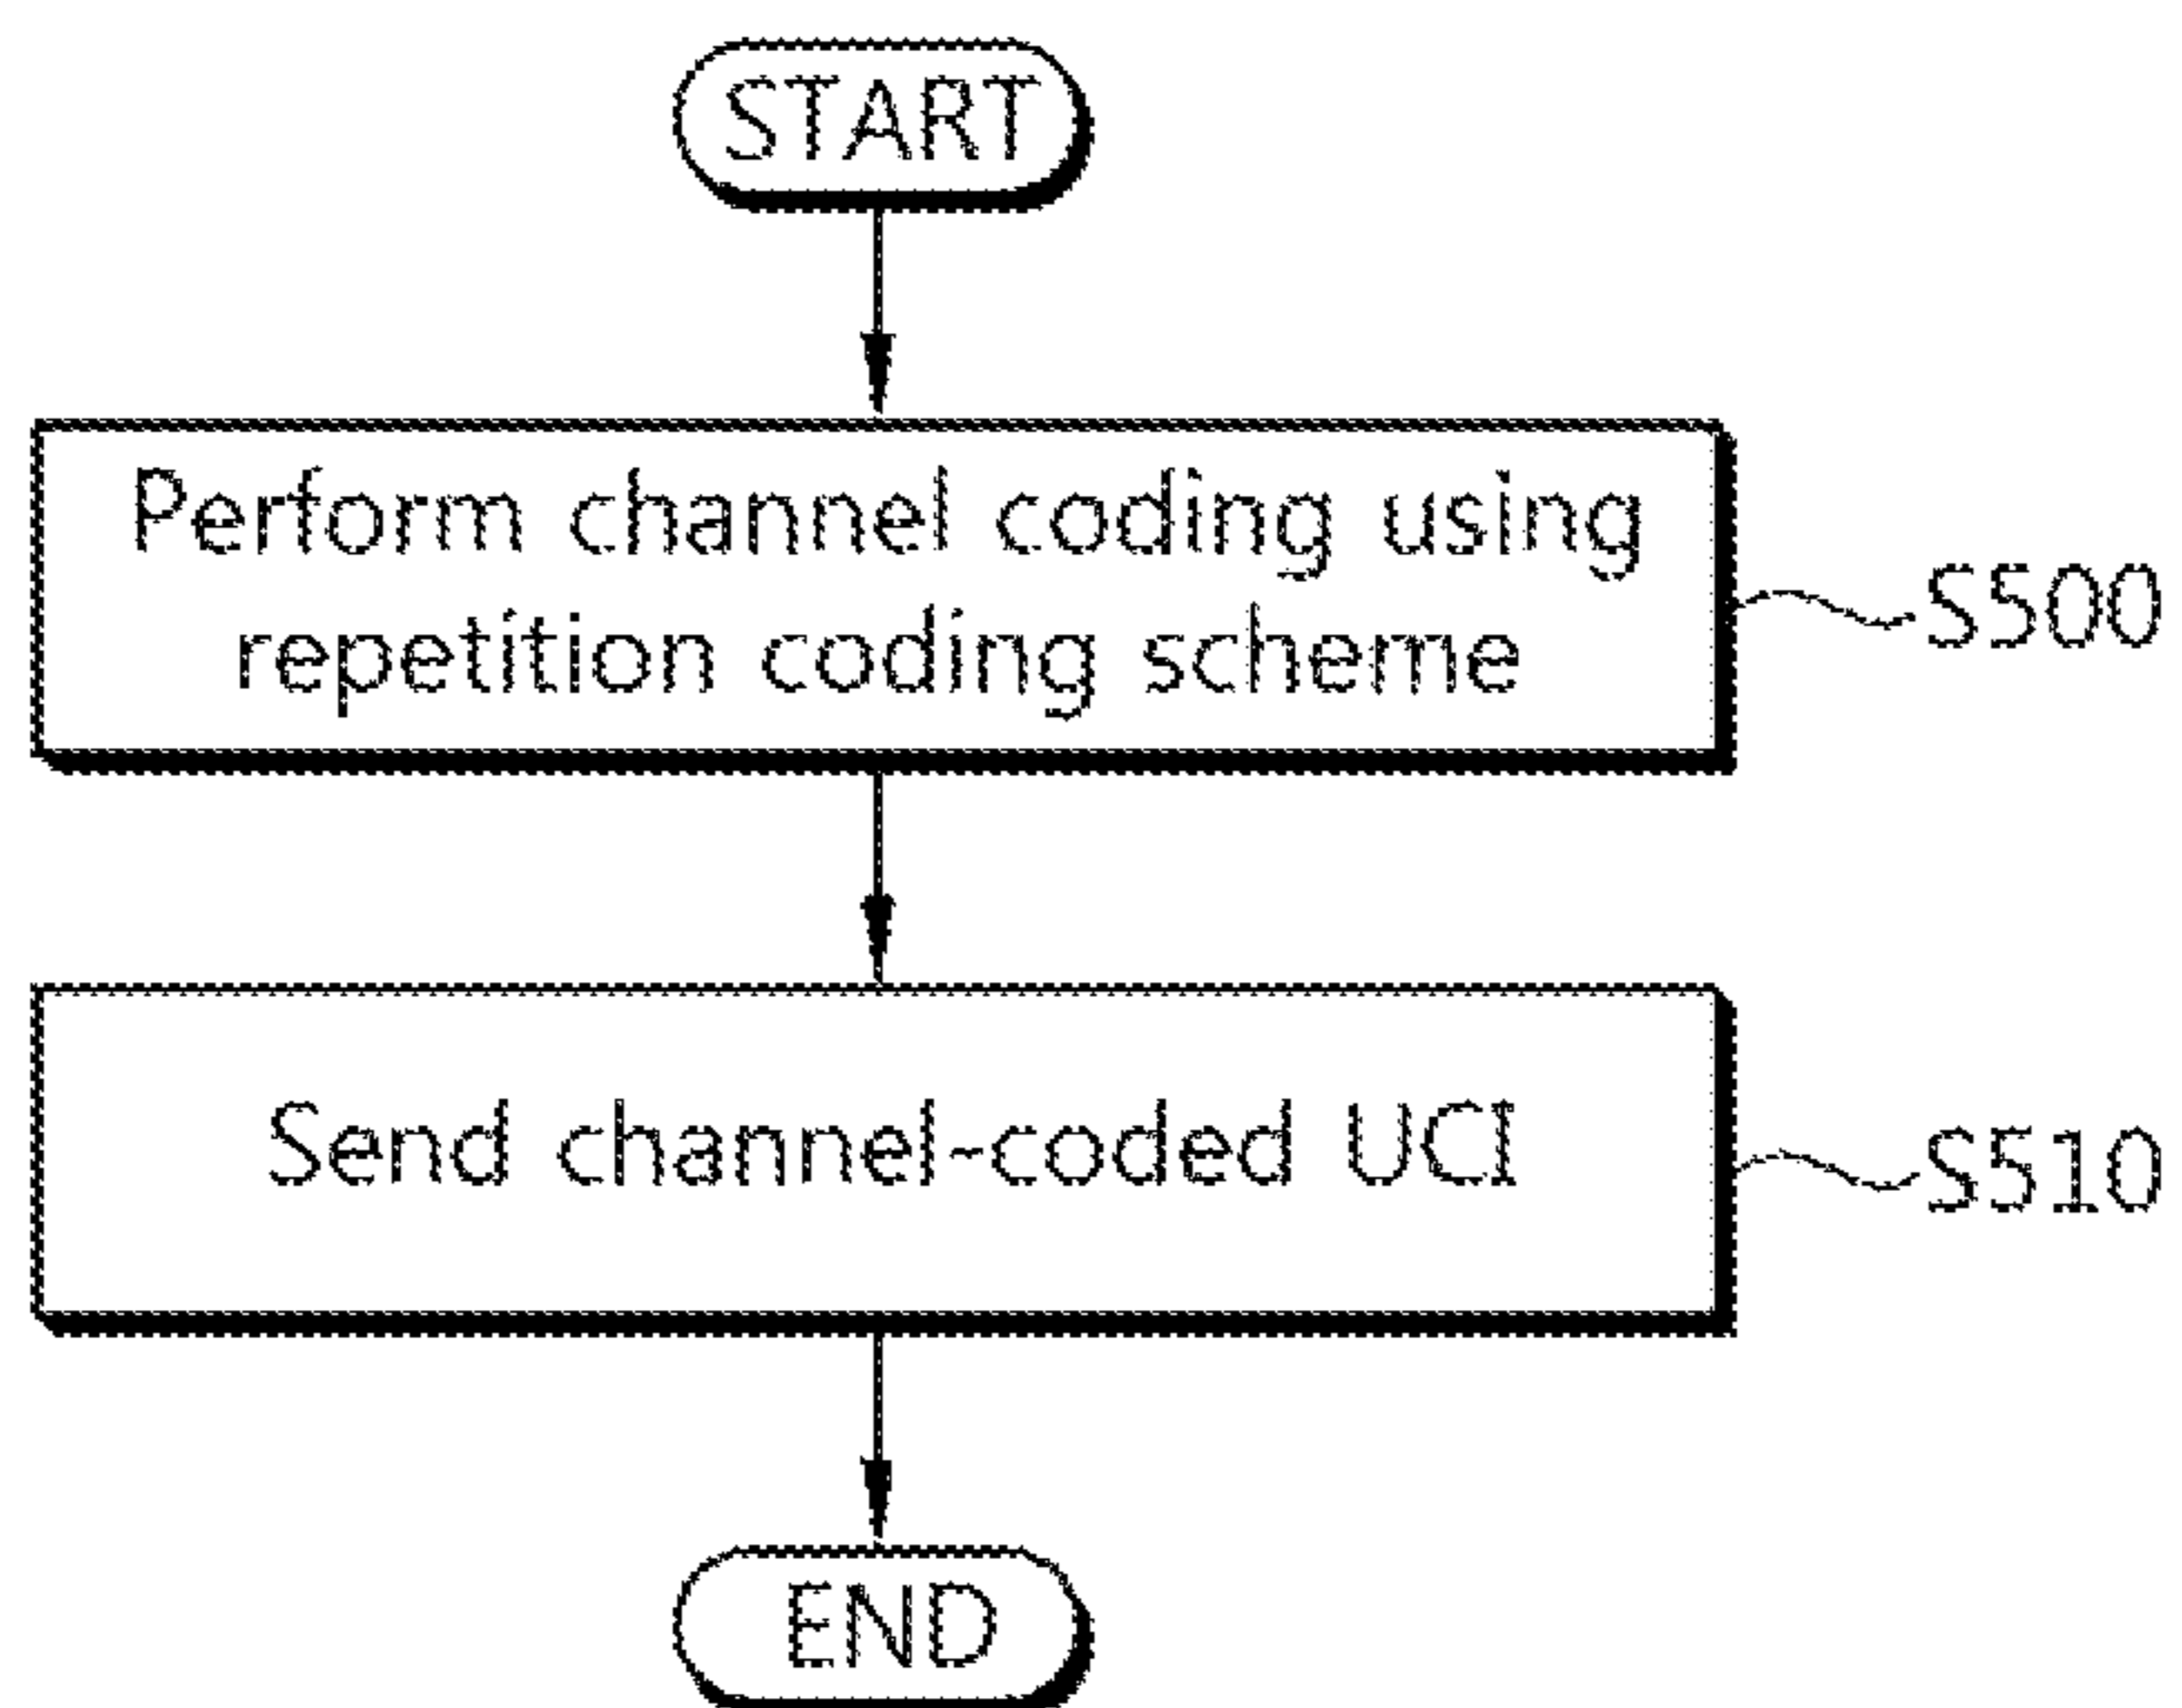 START
Perform channel coding using
repetition coding scheme
S500
Send channel-coded UCI
S510
END